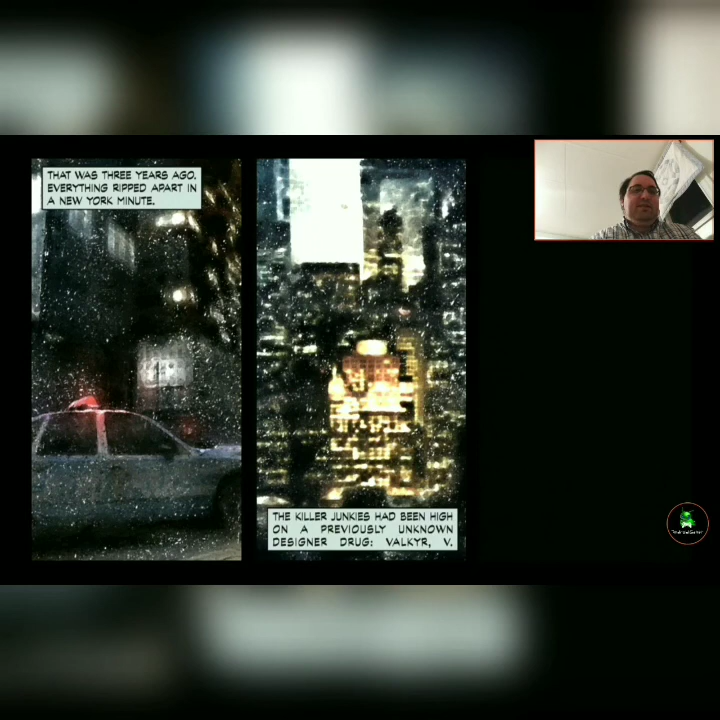 THAT WAS THREE YEARS AGO.
EVERYTHING RIPPED APART IN
A NEW YORK MINUTE.
THE KILLER JUNKIES HAD BEEN HIGH
ON A PREVIOUSLY UNKNOWN
DESIGNER DRUG: VALKYR, V.